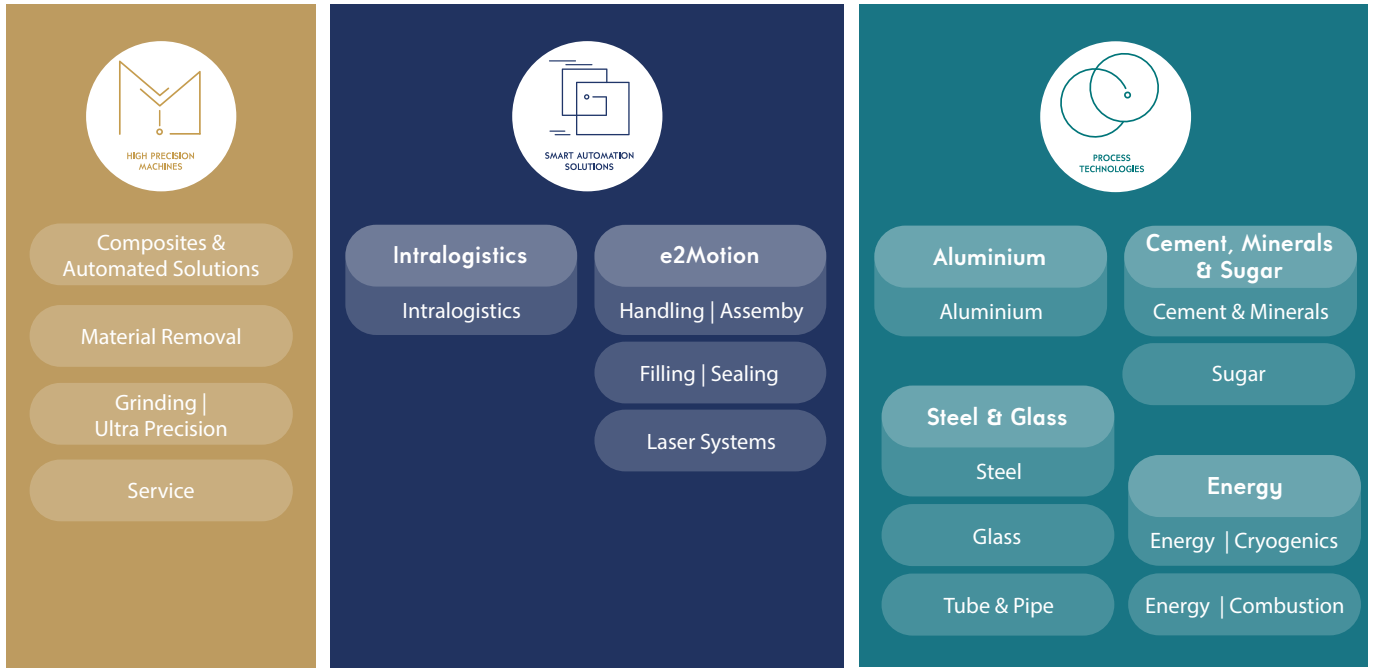 HIGH PRECISION
MACHINES
Composites &
Automated Solutions
Material Removal
Grinding |
Ultra Precision
Service
SMART AUTOMATION
SOLUTIONS
Intralogistics
Intralogistics
e2Motion
Handling | Assemby
Filling | Sealing
Laser Systems
PROCESS
TECHNOLOGIES
Aluminium
Aluminium
Cement, Minerals
& Sugar
Cement & Minerals
Sugar
Steel & Glass
Steel
Glass
Tube & Pipe
Energy
Energy | Cryogenics
Energy | Combustion